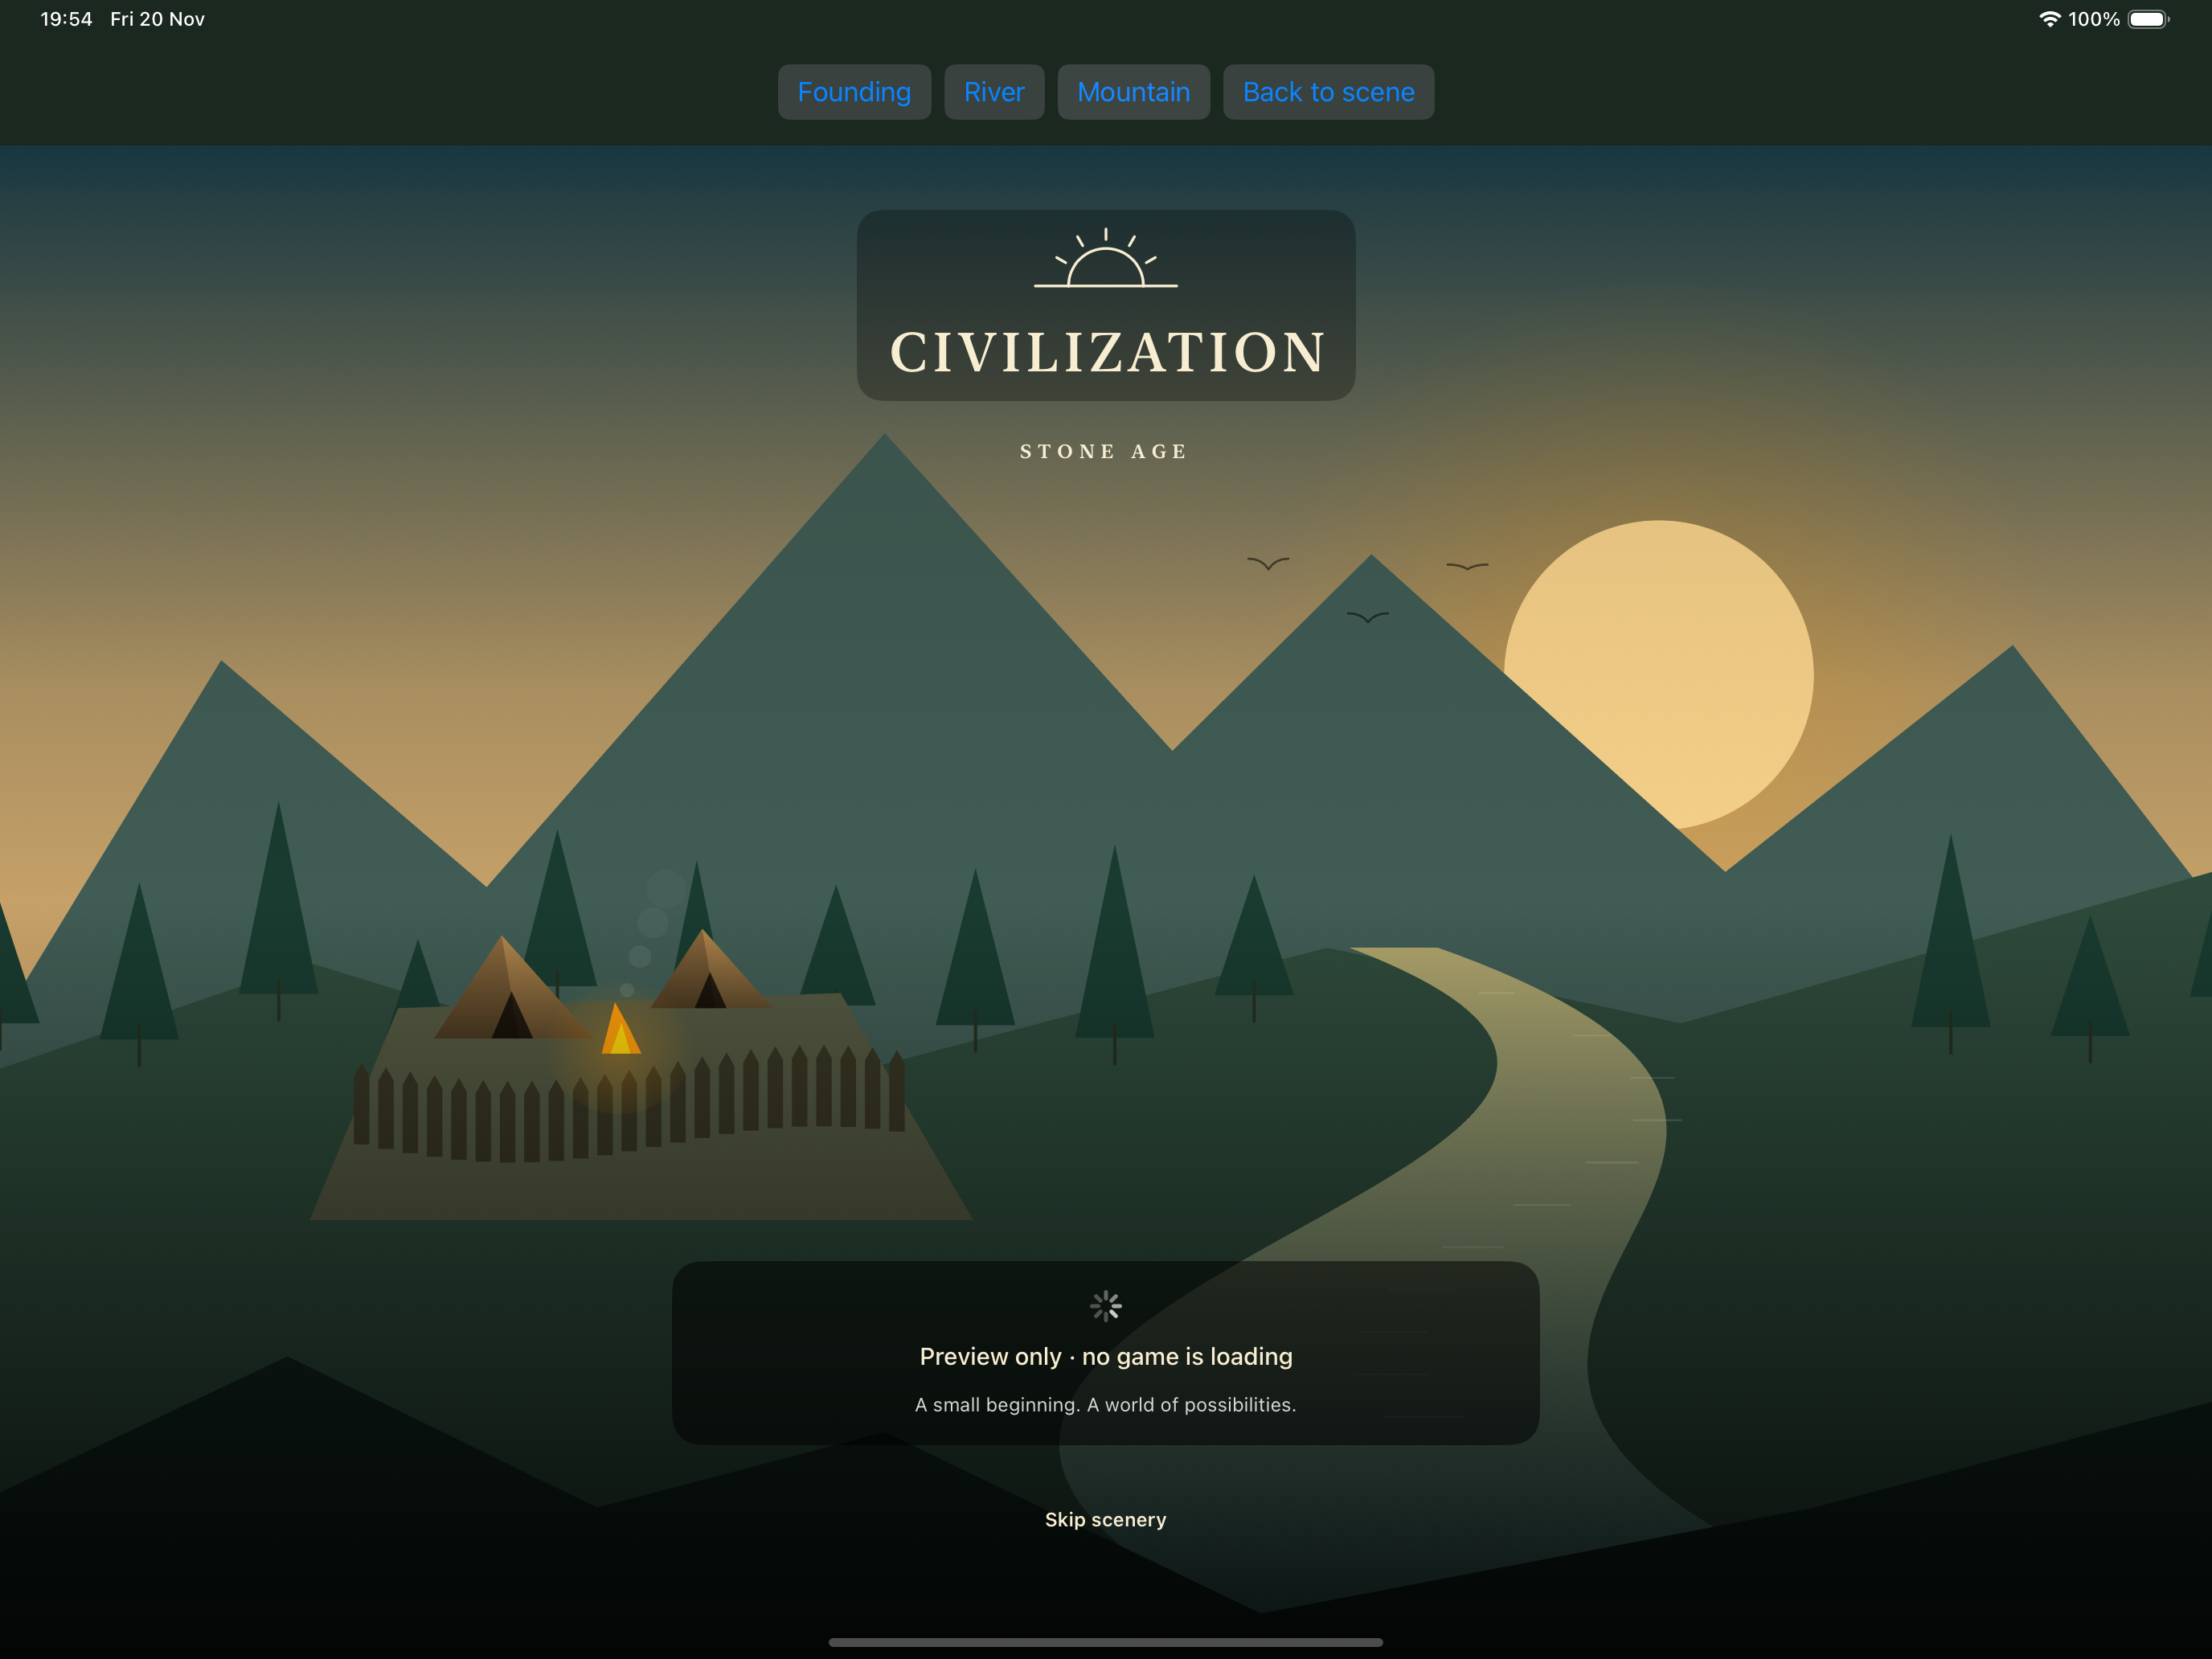 19:54 Fri 20 Nov 100%
Founding River Mountain Back to scene
CIVILIZATION
STONE AGE
Preview only · no game is loading
A small beginning. A world of possibilities.
Skip scenery